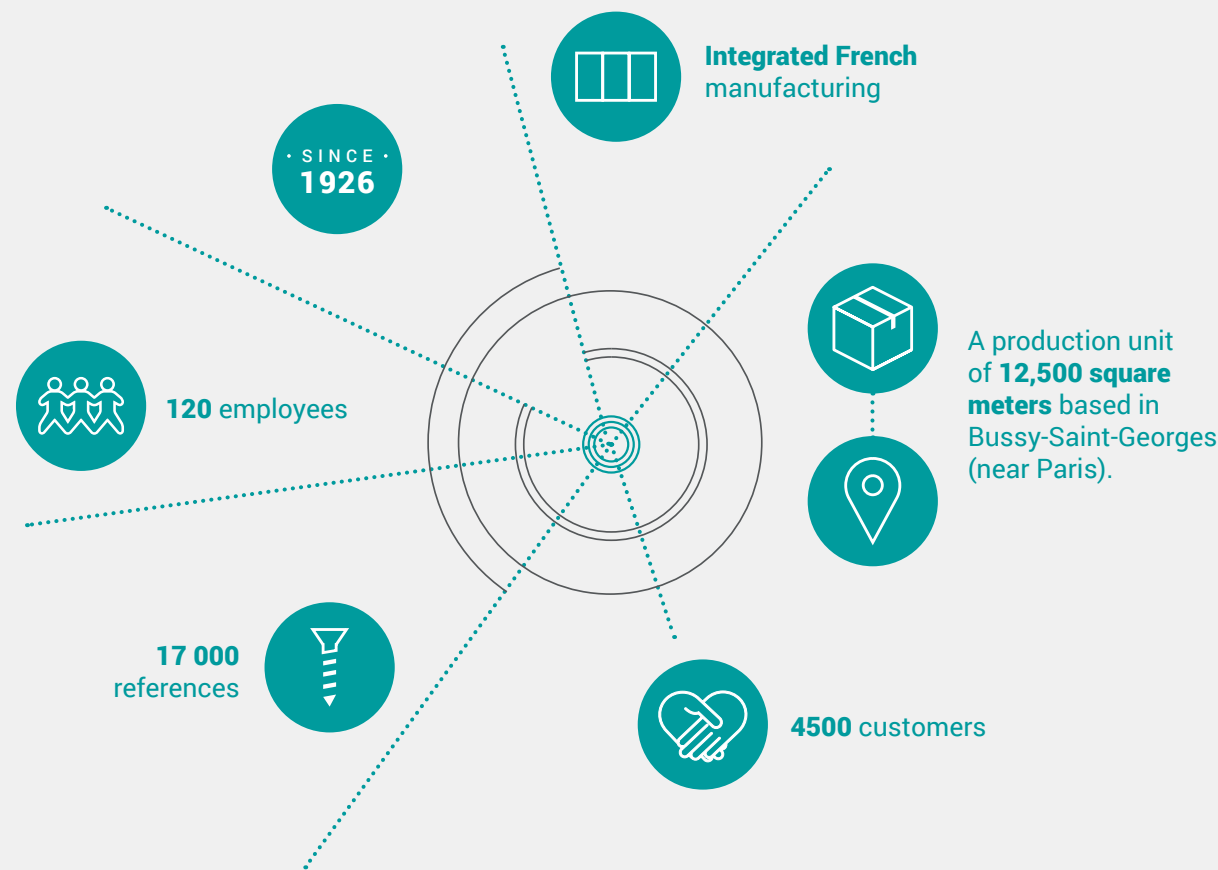 Integrated French
manufacturing
· SINCE ·
1926
A production unit
of 12,500 square
meters based in
Bussy-Saint-Georges
(near Paris).
120 employees
17 000
references
4500 customers